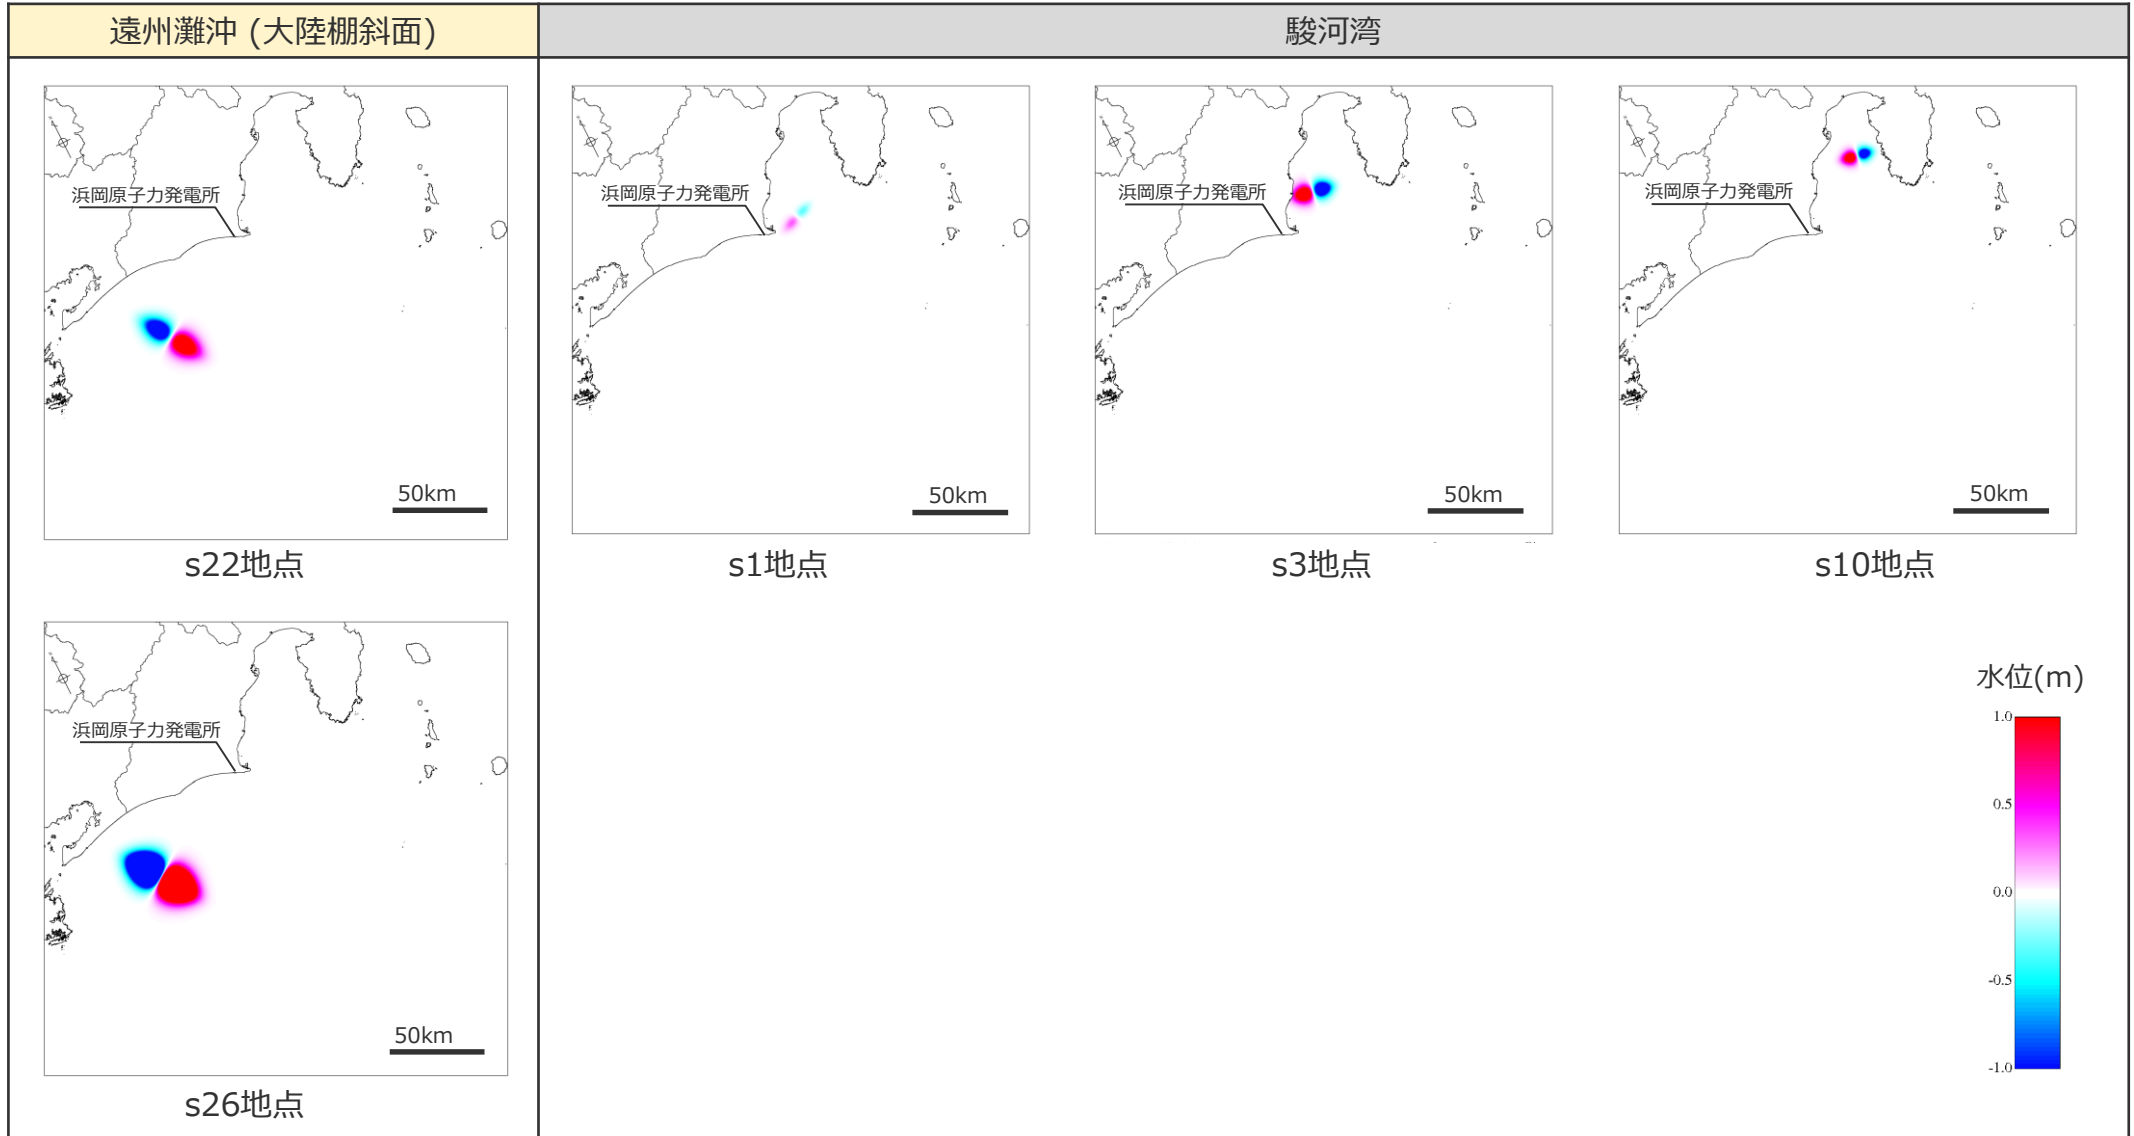 遠州灘沖 (大陸棚斜面)
駿河湾
浜岡原子力発電所
50km
s22地点
浜岡原子力発電所
50km
s1地点
浜岡原子力発電所
50km
s3地点
浜岡原子力発電所
50km
s10地点
浜岡原子力発電所
50km
s26地点
水位(m)
1.0
0.5
0.0
-0.5
-1.0